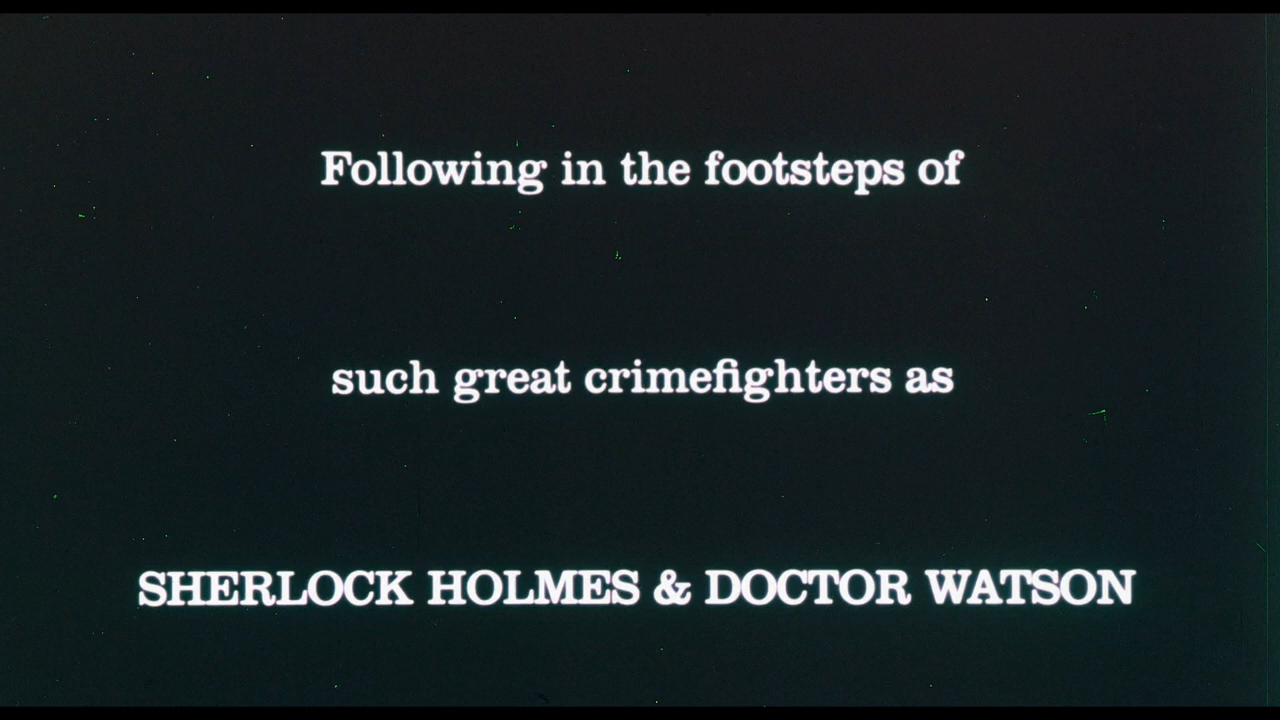 Following in the footsteps of
such great crimefighters as
SHERLOCK HOLMES & DOCTOR WATSON